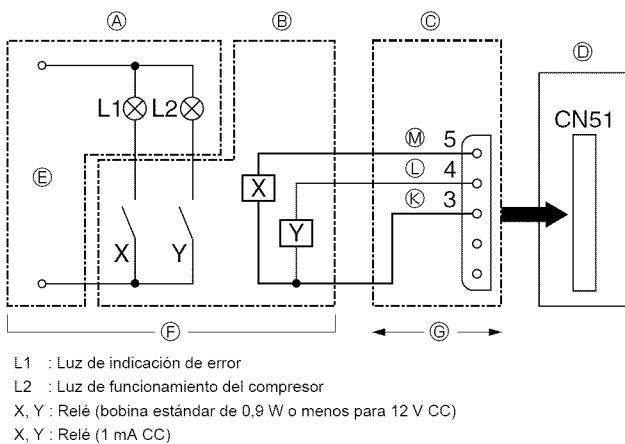 A B C D
CN51
L1 L2
M 5
L 4
E
X
K 3
Y
X Y
F G
L1 : Luz de indicación de error
L2 : Luz de funcionamiento del compresor
X, Y : Relé (bobina estándar de 0,9 W o menos para 12 V CC)
X, Y : Relé (1 mA CC)